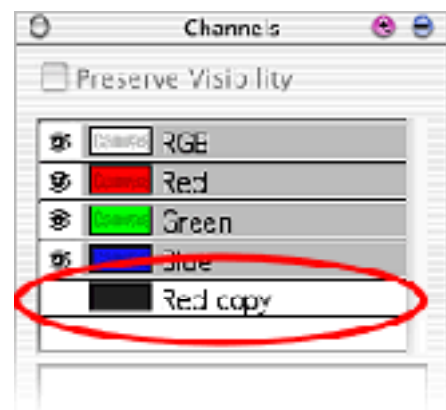 Channels
Preserve Visibility
RGB
Red
Green
Blue
Red copy